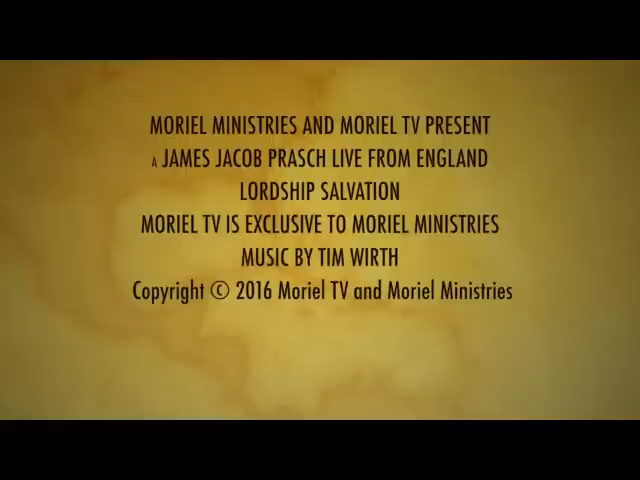 MORIEL MINISTRIES AND MORIEL TV PRESENT
A JAMES JACOB PRASCH LIVE FROM ENGLAND
LORDSHIP SALVATION
MORIEL TV IS EXCLUSIVE TO MORIEL MINISTRIES
MUSIC BY TIM WIRTH
Copyright © 2016 Moriel TV and Moriel Ministries